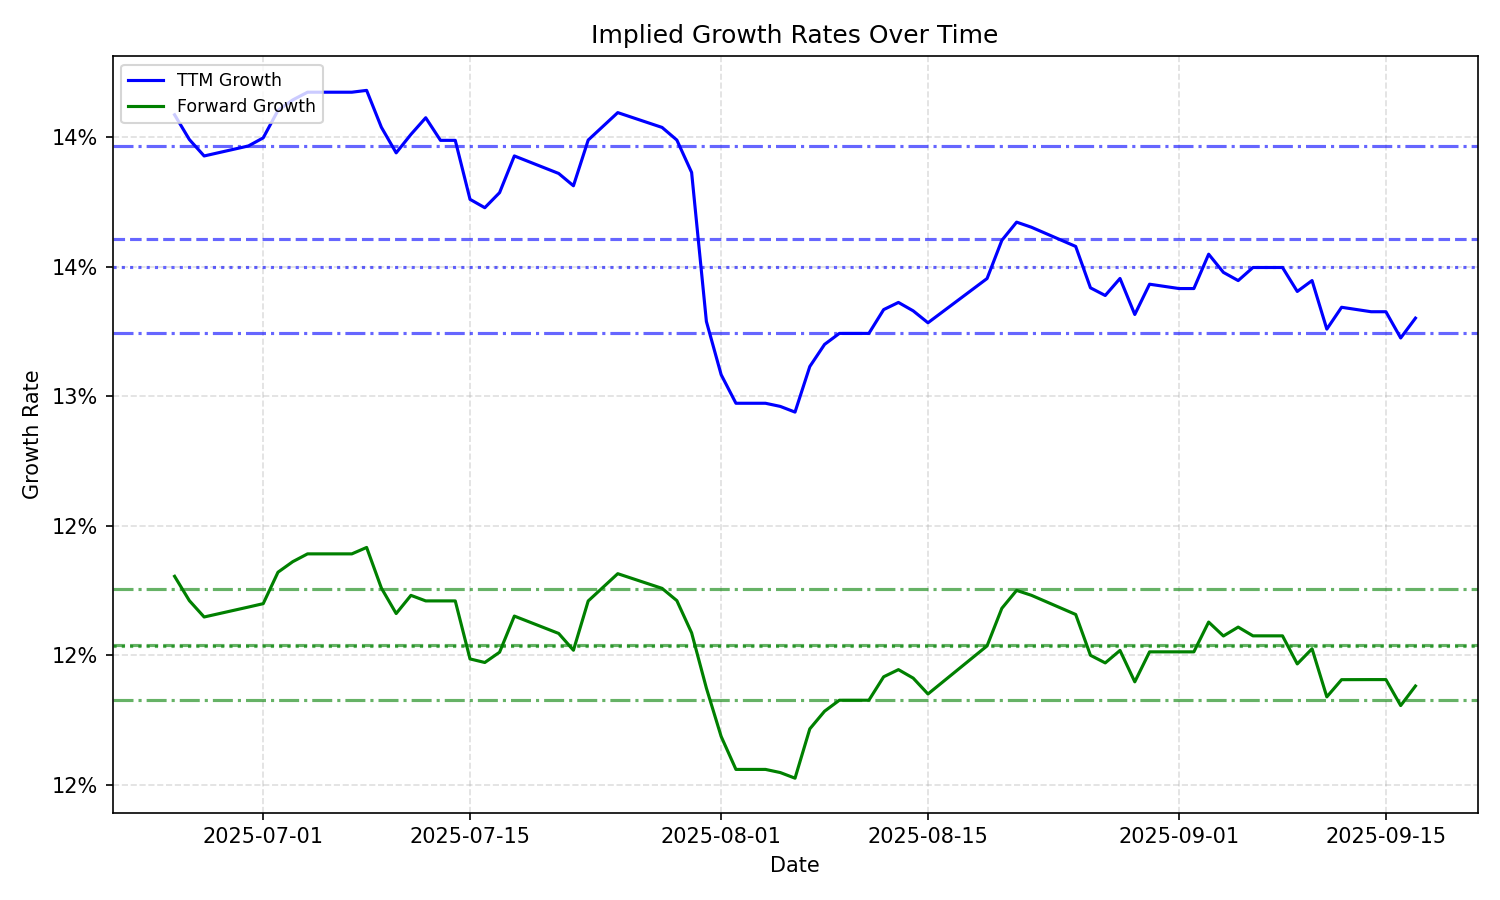 Implied Growth Rates Over Time
TTM Growth
Forward Growth
14%
14%
13%
12%
12%
12%
Growth Rate
2025-07-01
2025-07-15
2025-08-01
2025-08-15
2025-09-01
2025-09-15
Date